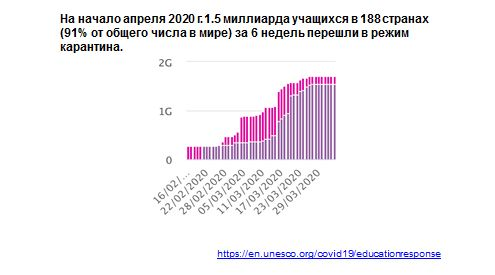 На начало апреля 2020 г.1.5 миллиарда учащихся в 188 странах
(91% от общего числа в мире) за 6 недель перешли в режим
карантина.
2G
1G
0
16/02/...
22/02/2020
28/02/2020
05/03/2020
11/03/2020
17/03/2020
23/03/2020
29/03/2020
https://en.unesco.org/covid19/educationresponse